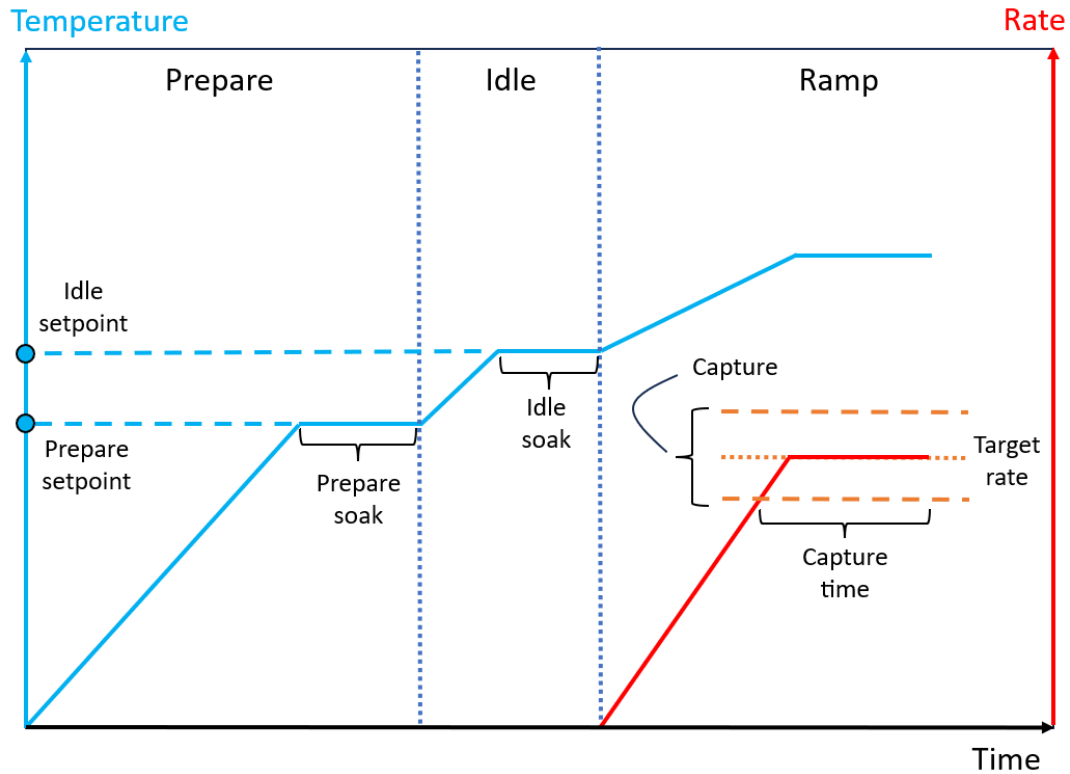 Temperature
Rate
Prepare
Idle
Ramp
Idle
setpoint
Capture
Idle
soak
Prepare
setpoint
Target
rate
Prepare
soak
Capture
time
Time